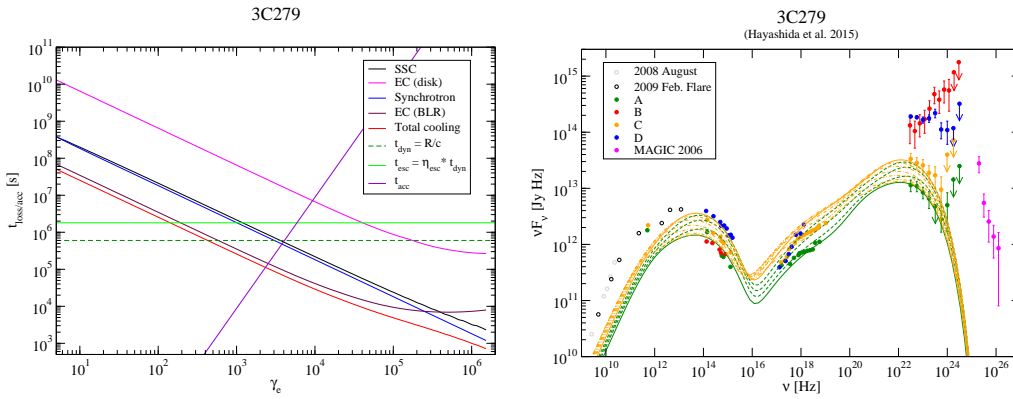 3C279
10^11
10^10
10^9
10^8
10^7
10^6
10^5
10^4
10^3
t_loss/acc [s]
SSC
EC (disk)
Synchrotron
EC (BLR)
Total cooling
t_dyn = R/c
t_esc = η_esc * t_dyn
t_acc
10^1 10^2 10^3 10^4 10^5 10^6
γ_e
3C279
(Hayashida et al. 2015)
10^15
10^14
10^13
10^12
10^11
10^10
νF_ν [Jy Hz]
2008 August
2009 Feb. Flare
A
B
C
D
MAGIC 2006
10^10 10^12 10^14 10^16 10^18 10^20 10^22 10^24 10^26
ν [Hz]